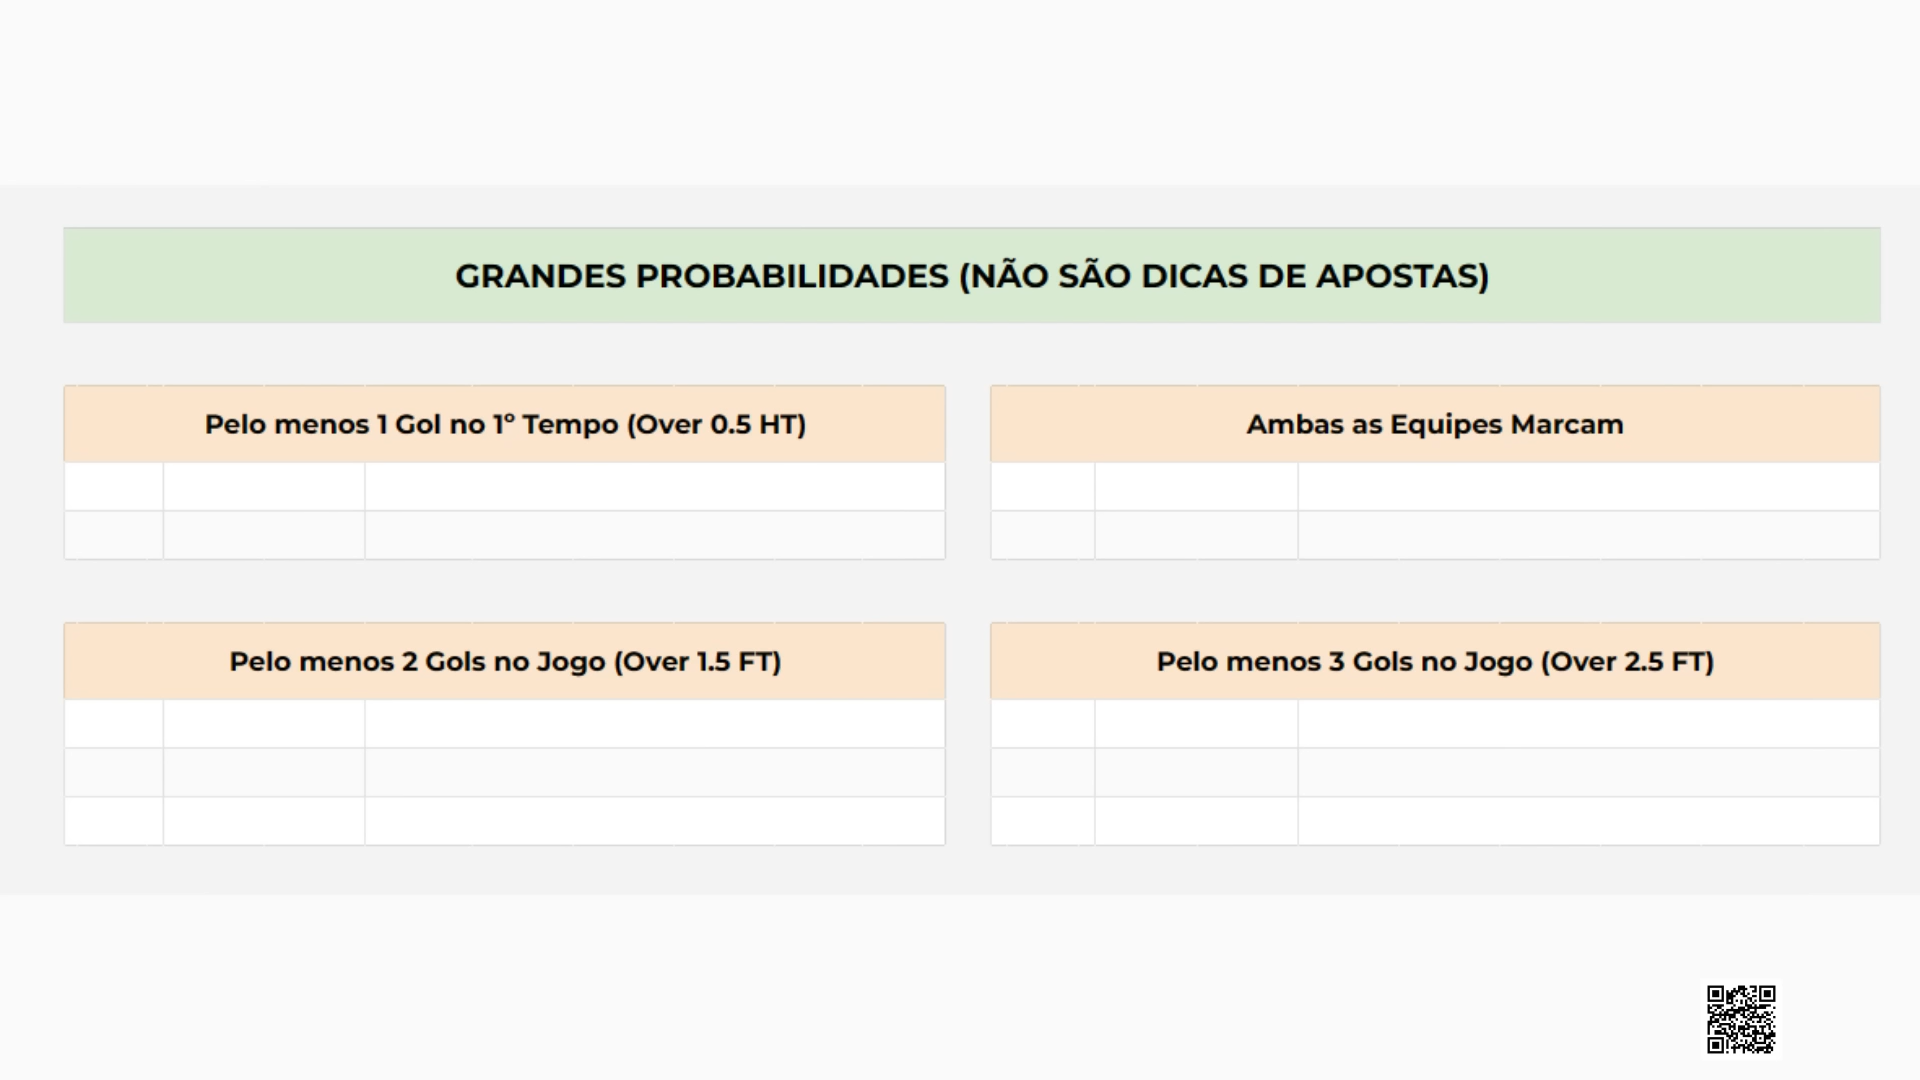 GRANDES PROBABILIDADES (NÃO SÃO DICAS DE APOSTAS)
Pelo menos 1 Gol no 1º Tempo (Over 0.5 HT)
Ambas as Equipes Marcam
Pelo menos 2 Gols no Jogo (Over 1.5 FT)
Pelo menos 3 Gols no Jogo (Over 2.5 FT)